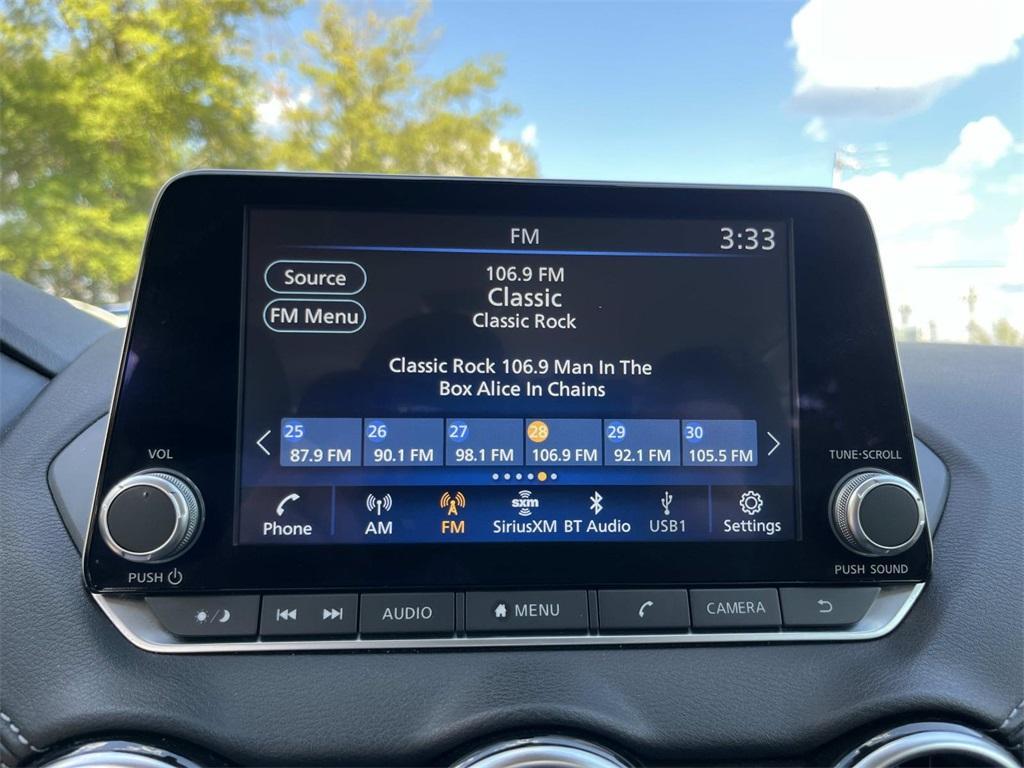 FM
3:33
Source
FM Menu
106.9 FM
Classic
Classic Rock
Classic Rock 106.9 Man In The
Box Alice In Chains
25 26 27 28 29 30
87.9 FM 90.1 FM 98.1 FM 106.9 FM 92.1 FM 105.5 FM
Phone AM FM sxm SiriusXM BT Audio USB1 Settings
VOL
PUSH
TUNE·SCROLL
PUSH SOUND
AUDIO MENU CAMERA